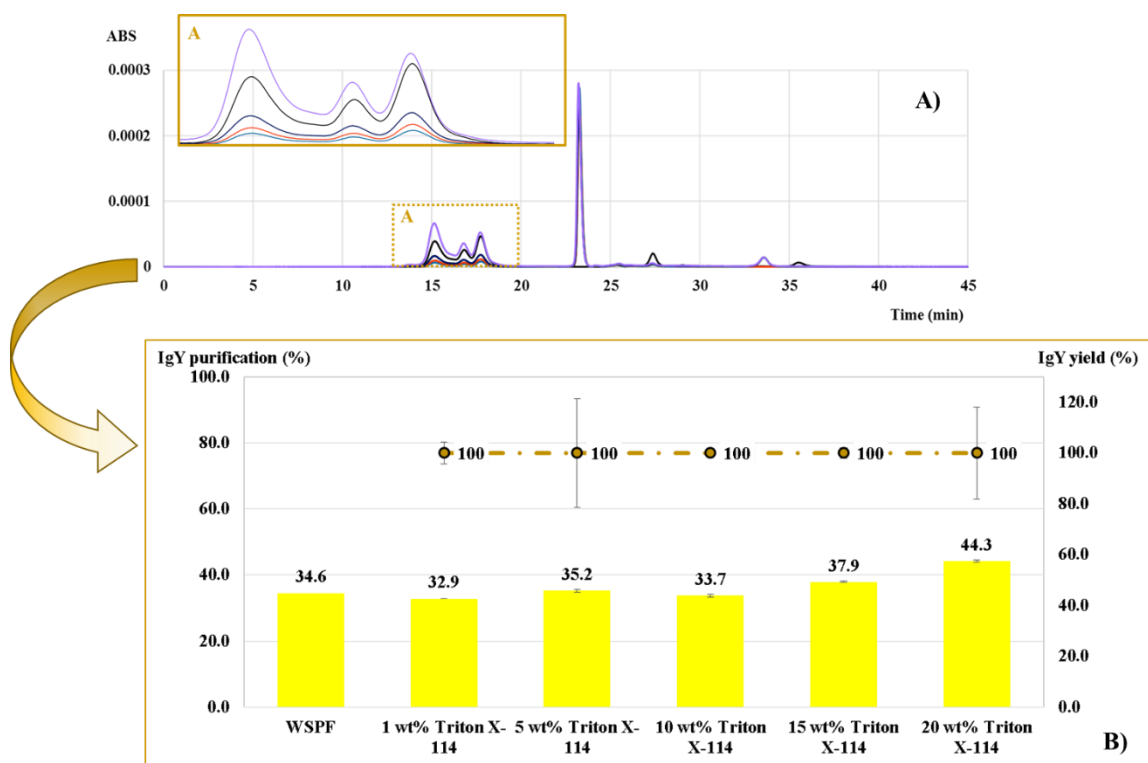 ABS
A
0.0003
A)
0.0002
0.0001
A
0
0 5 10 15 20 25 30 35 40 45
Time (min)
IgY purification (%)
IgY yield (%)
100.0
120.0
80.0
100 100 100 100 100
100.0
80.0
60.0
60.0
44.3
40.0
34.6 32.9 35.2 33.7 37.9
40.0
20.0
20.0
0.0
0.0
WSPF 1 wt% Triton X- 5 wt% Triton X- 10 wt% Triton 15 wt% Triton 20 wt% Triton
114 114 X-114 X-114 X-114
B)